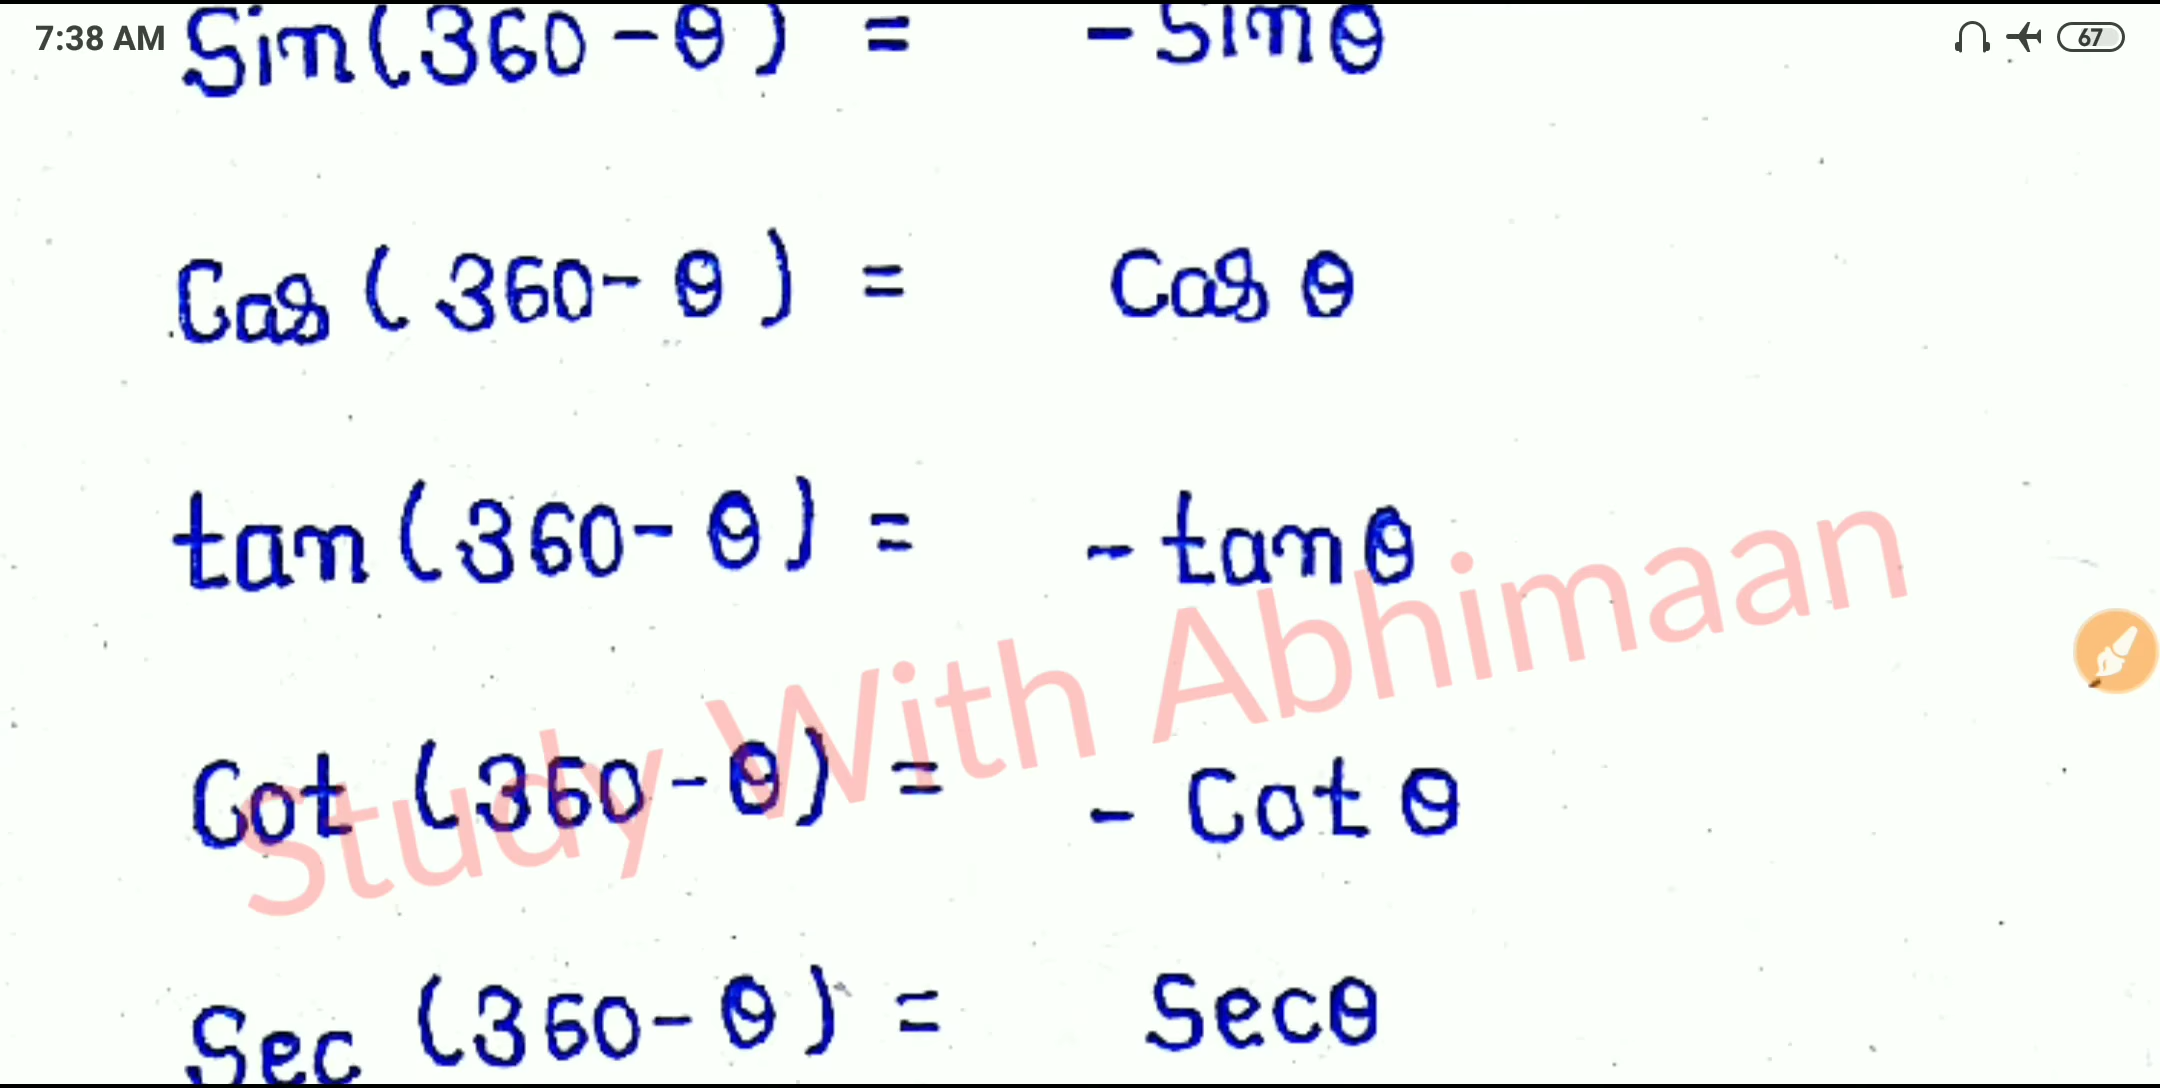 7:38 AM 67
Sin(360-θ) = -Sinθ
Cos(360-θ) = Cosθ
tan(360-θ) = -tanθ
Cot(360-θ) = -Cotθ
Sec(360-θ) = Secθ
Study With Abhimaan